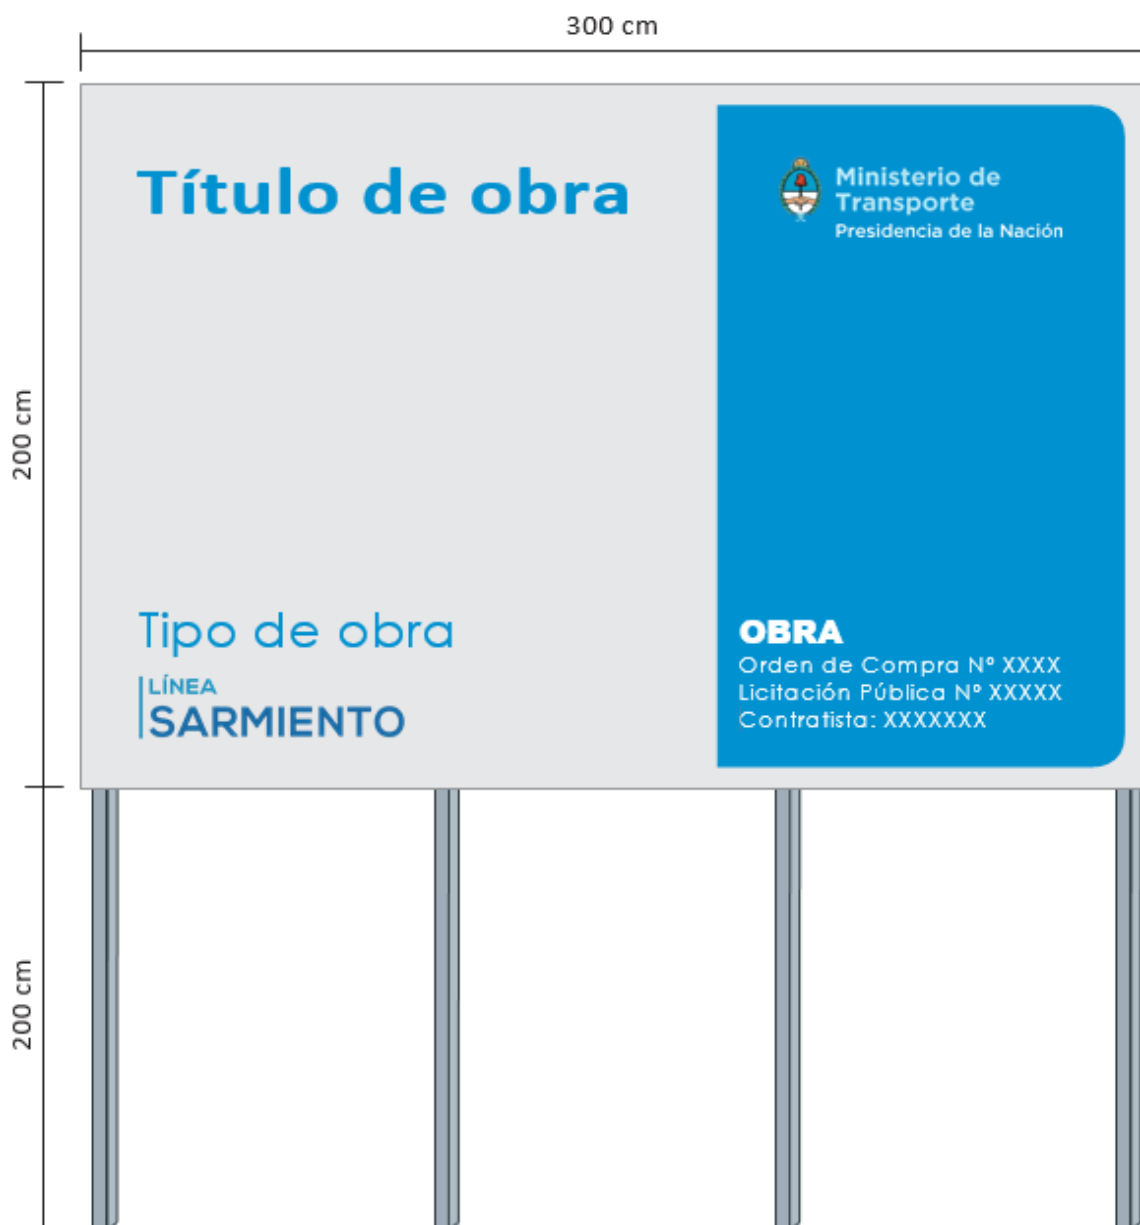 300 cm
200 cm
Título de obra
Ministerio de
Transporte
Presidencia de la Nación
Tipo de obra
LÍNEA
SARMIENTO
OBRA
Orden de Compra Nº XXXX
Licitación Pública Nº XXXXX
Contratista: XXXXXXX
200 cm